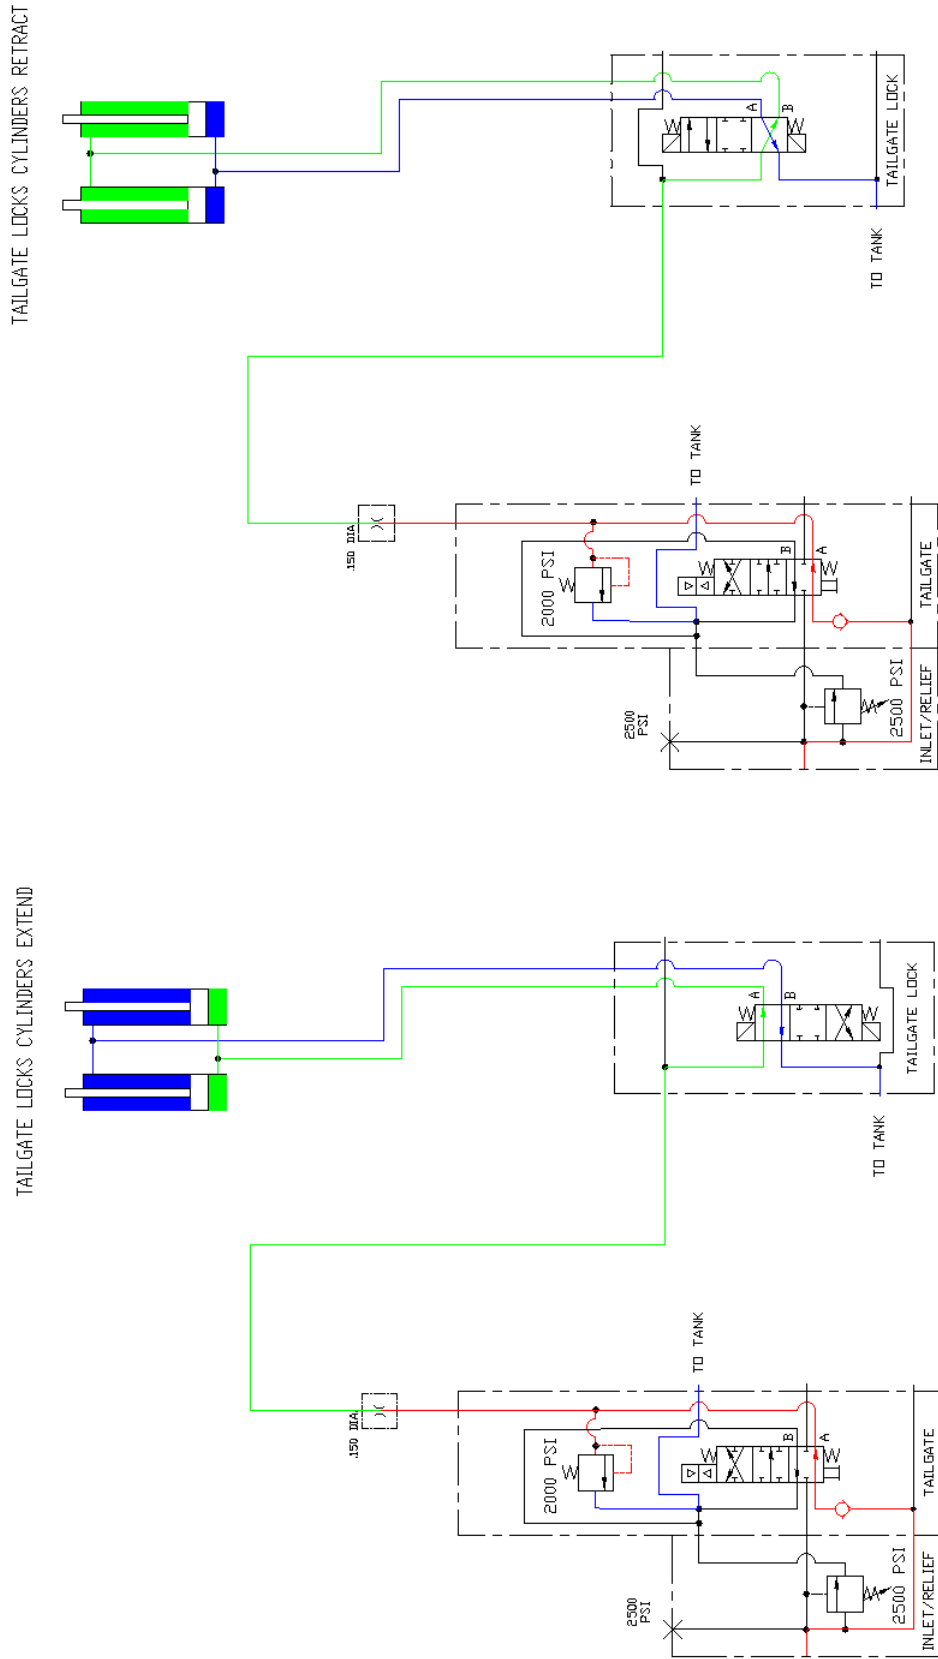 TAILGATE LOCKS CYLINDERS RETRACT
A
B
TAILGATE LOCK
TO TANK
.150 DIA.
TO TANK
2000 PSI
B
A
TAILGATE
2500
PSI
2500 PSI
INLET/RELIEF
TAILGATE LOCKS CYLINDERS EXTEND
A
B
TAILGATE LOCK
TO TANK
.150 DIA.
TO TANK
2000 PSI
B
A
TAILGATE
2500
PSI
2500 PSI
INLET/RELIEF